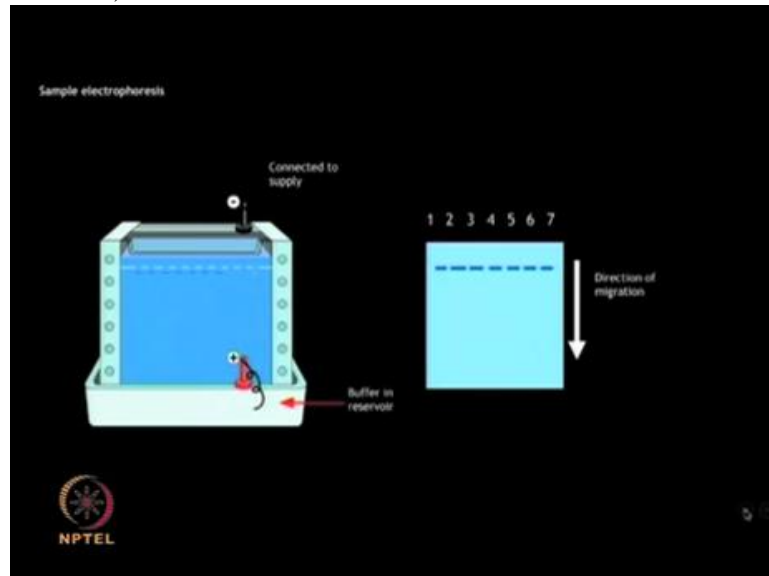 Sample electrophoresis
Connected to
supply
1 2 3 4 5 6 7
Direction of
migration
Buffer in
reservoir
NPTEL